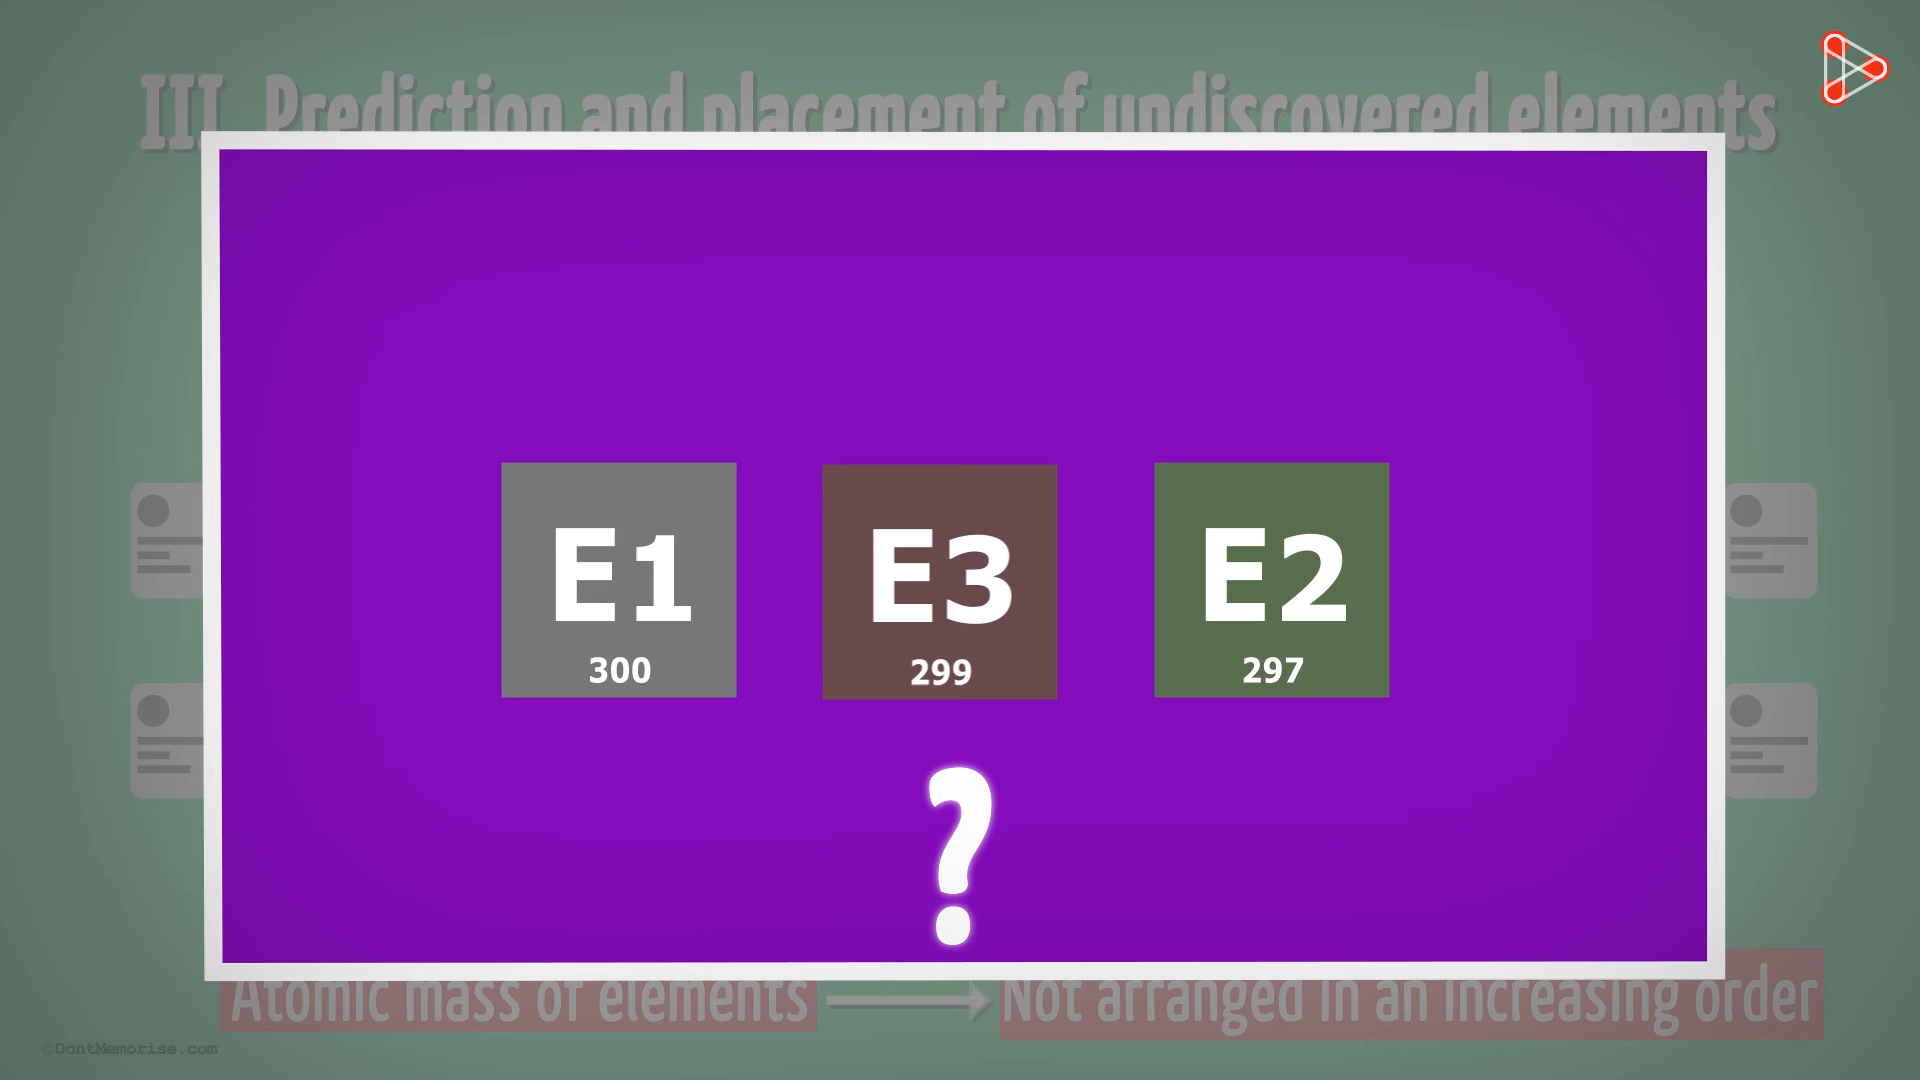 III. Prediction and placement of undiscovered elements
E1
300
E3
299
E2
297
?
Atomic mass of elements
Not arranged in an increasing order
©DontMemorise.com